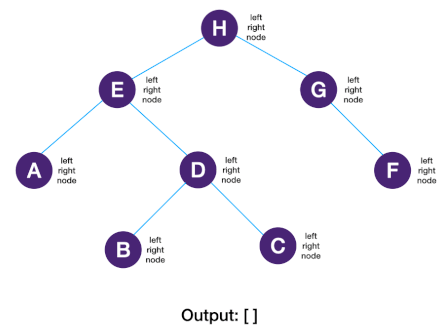 H
left
right
node
E
left
right
node
G
left
right
node
A
left
right
node
D
left
right
node
F
left
right
node
B
left
right
node
C
left
right
node
Output: [ ]